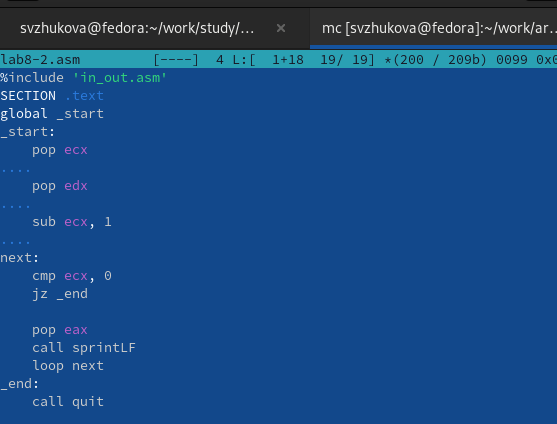 svzhukova@fedora:~/work/study/... × mc [svzhukova@fedora]:~/work/ar...
lab8-2.asm [----] 4 L:[ 1+18 19/ 19] *(200 / 209b) 0099 0x0
%include 'in_out.asm'
SECTION .text
global _start
_start:
pop ecx
....
pop edx
....
sub ecx, 1
....
next:
cmp ecx, 0
jz _end
pop eax
call sprintLF
loop next
_end:
call quit